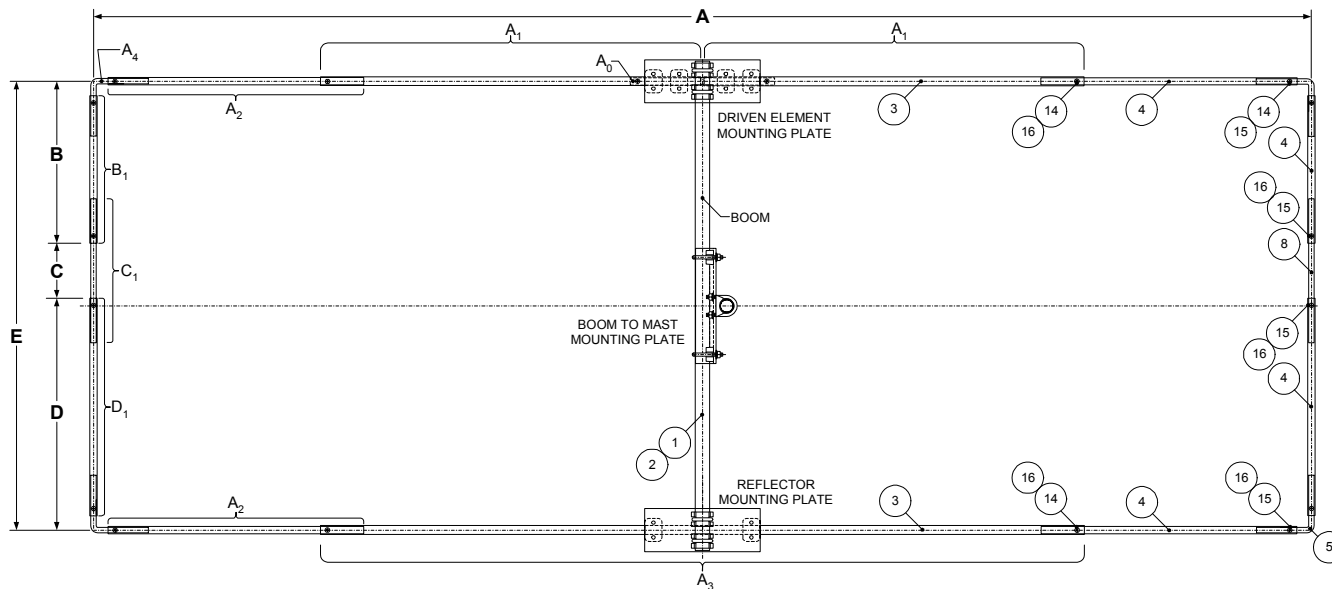 A
A1
A1
A4
A0
A2
3
4
14
16
14
15
DRIVEN ELEMENT
MOUNTING PLATE
B
B1
4
16
15
BOOM
8
C
C1
BOOM TO MAST
MOUNTING PLATE
15
16
4
E
D
D1
1
2
REFLECTOR
MOUNTING PLATE
A2
3
16
14
4
16
15
5
A3